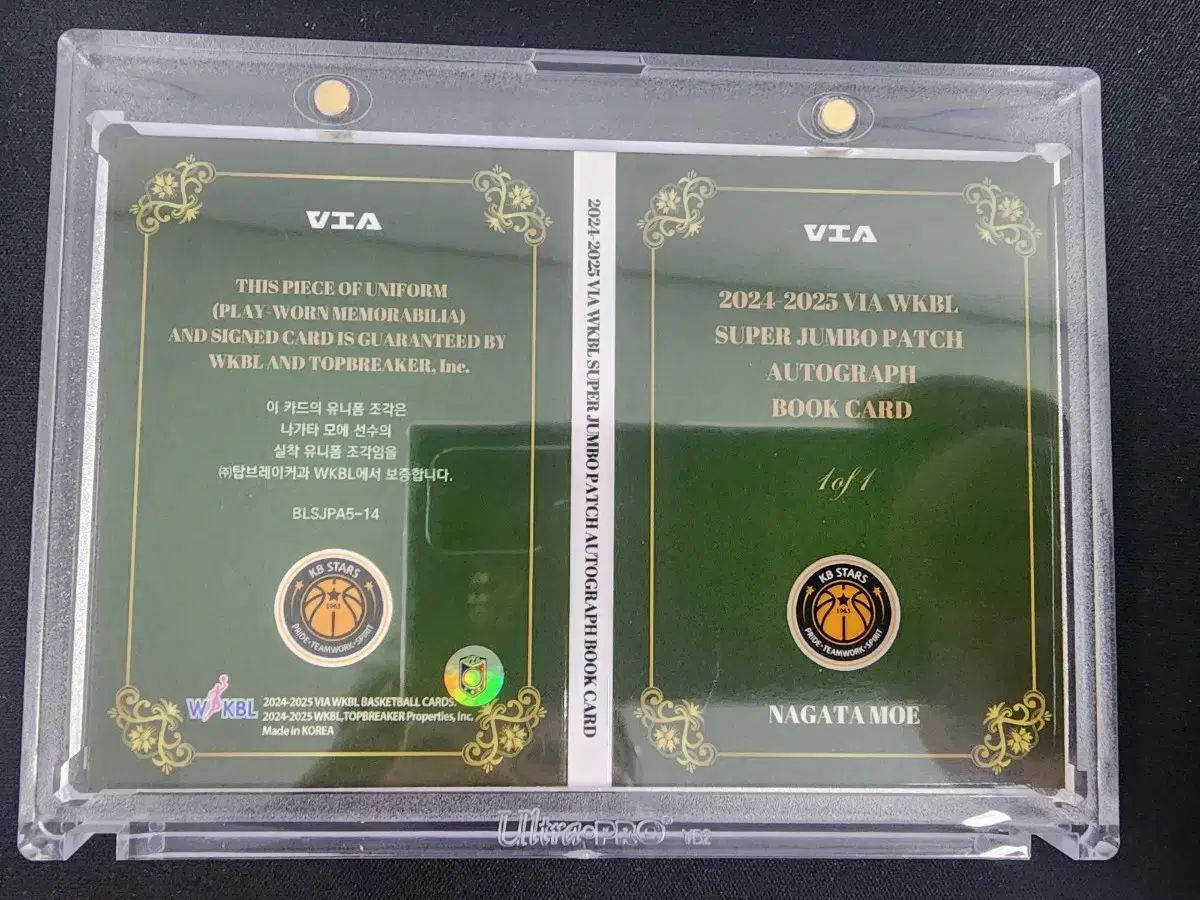 VIA
THIS PIECE OF UNIFORM
(PLAY-WORN MEMORABILIA)
AND SIGNED CARD IS GUARANTEED BY
WKBL AND TOPBREAKER, Inc.
이 카드의 유니폼 조각은
나가타 모에 선수의
실착 유니폼 조각임을
㈜탑브레이커과 WKBL에서 보증합니다.
BLSJPA5-14
KB STARS
1963
PRIDE•TEAMWORK•SPIRIT
WKBL
2024-2025 VIA WKBL BASKETBALL CARDS.
2024-2025 WKBL,TOPBREAKER Properties, Inc.
Made in KOREA
2024-2025 VIA WKBL SUPER JUMBO PATCH AUTOGRAPH BOOK CARD
VIA
2024-2025 VIA WKBL
SUPER JUMBO PATCH
AUTOGRAPH
BOOK CARD
1 of 1
KB STARS
1963
PRIDE•TEAMWORK•SPIRIT
NAGATA MOE
Ultra•PRO